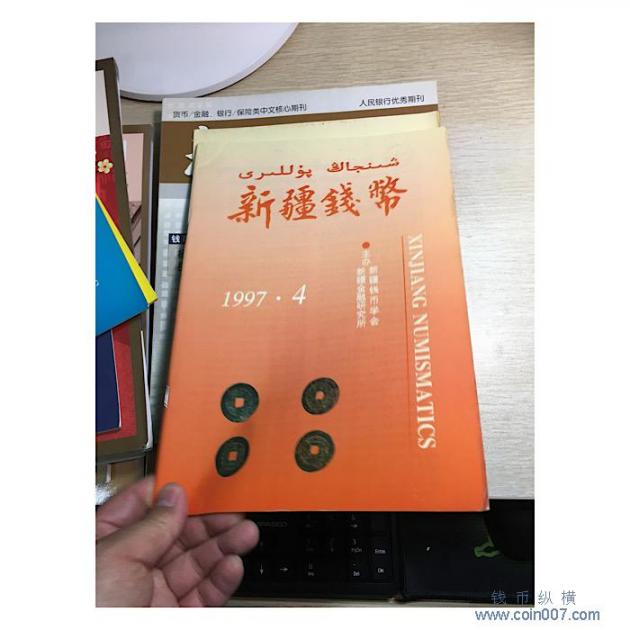 货币/金融、银行/保险类中文核心期刊
人民银行优秀期刊
شىنجاڭ پۇللىرى
新疆錢幣
XINJIANG NUMISMATICS
主办
新疆钱币学会
新疆金融研究所
1997·4
钱币纵横
www.coin007.com